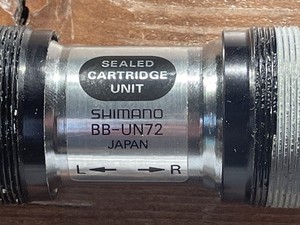 SEALED
CARTRIDGE
UNIT
SHIMANO
BB-UN72
JAPAN
L ← → R